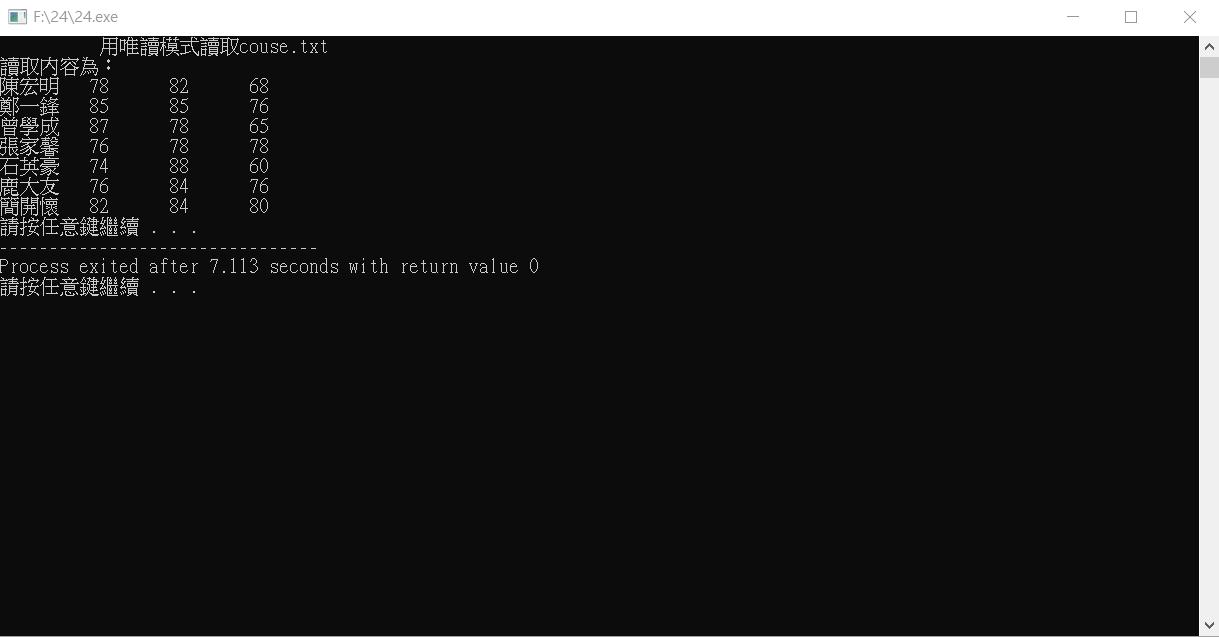 F:\24\24.exe
用唯讀模式讀取couse.txt
讀取內容為：
陳宏明 78 82 68
鄭一鋒 85 85 76
曾學成 87 78 65
張家馨 76 78 78
石英豪 74 88 60
鹿大友 76 84 76
簡開懷 82 84 80
請按任意鍵繼續 . . .
--------------------------------
Process exited after 7.113 seconds with return value 0
請按任意鍵繼續 . . .